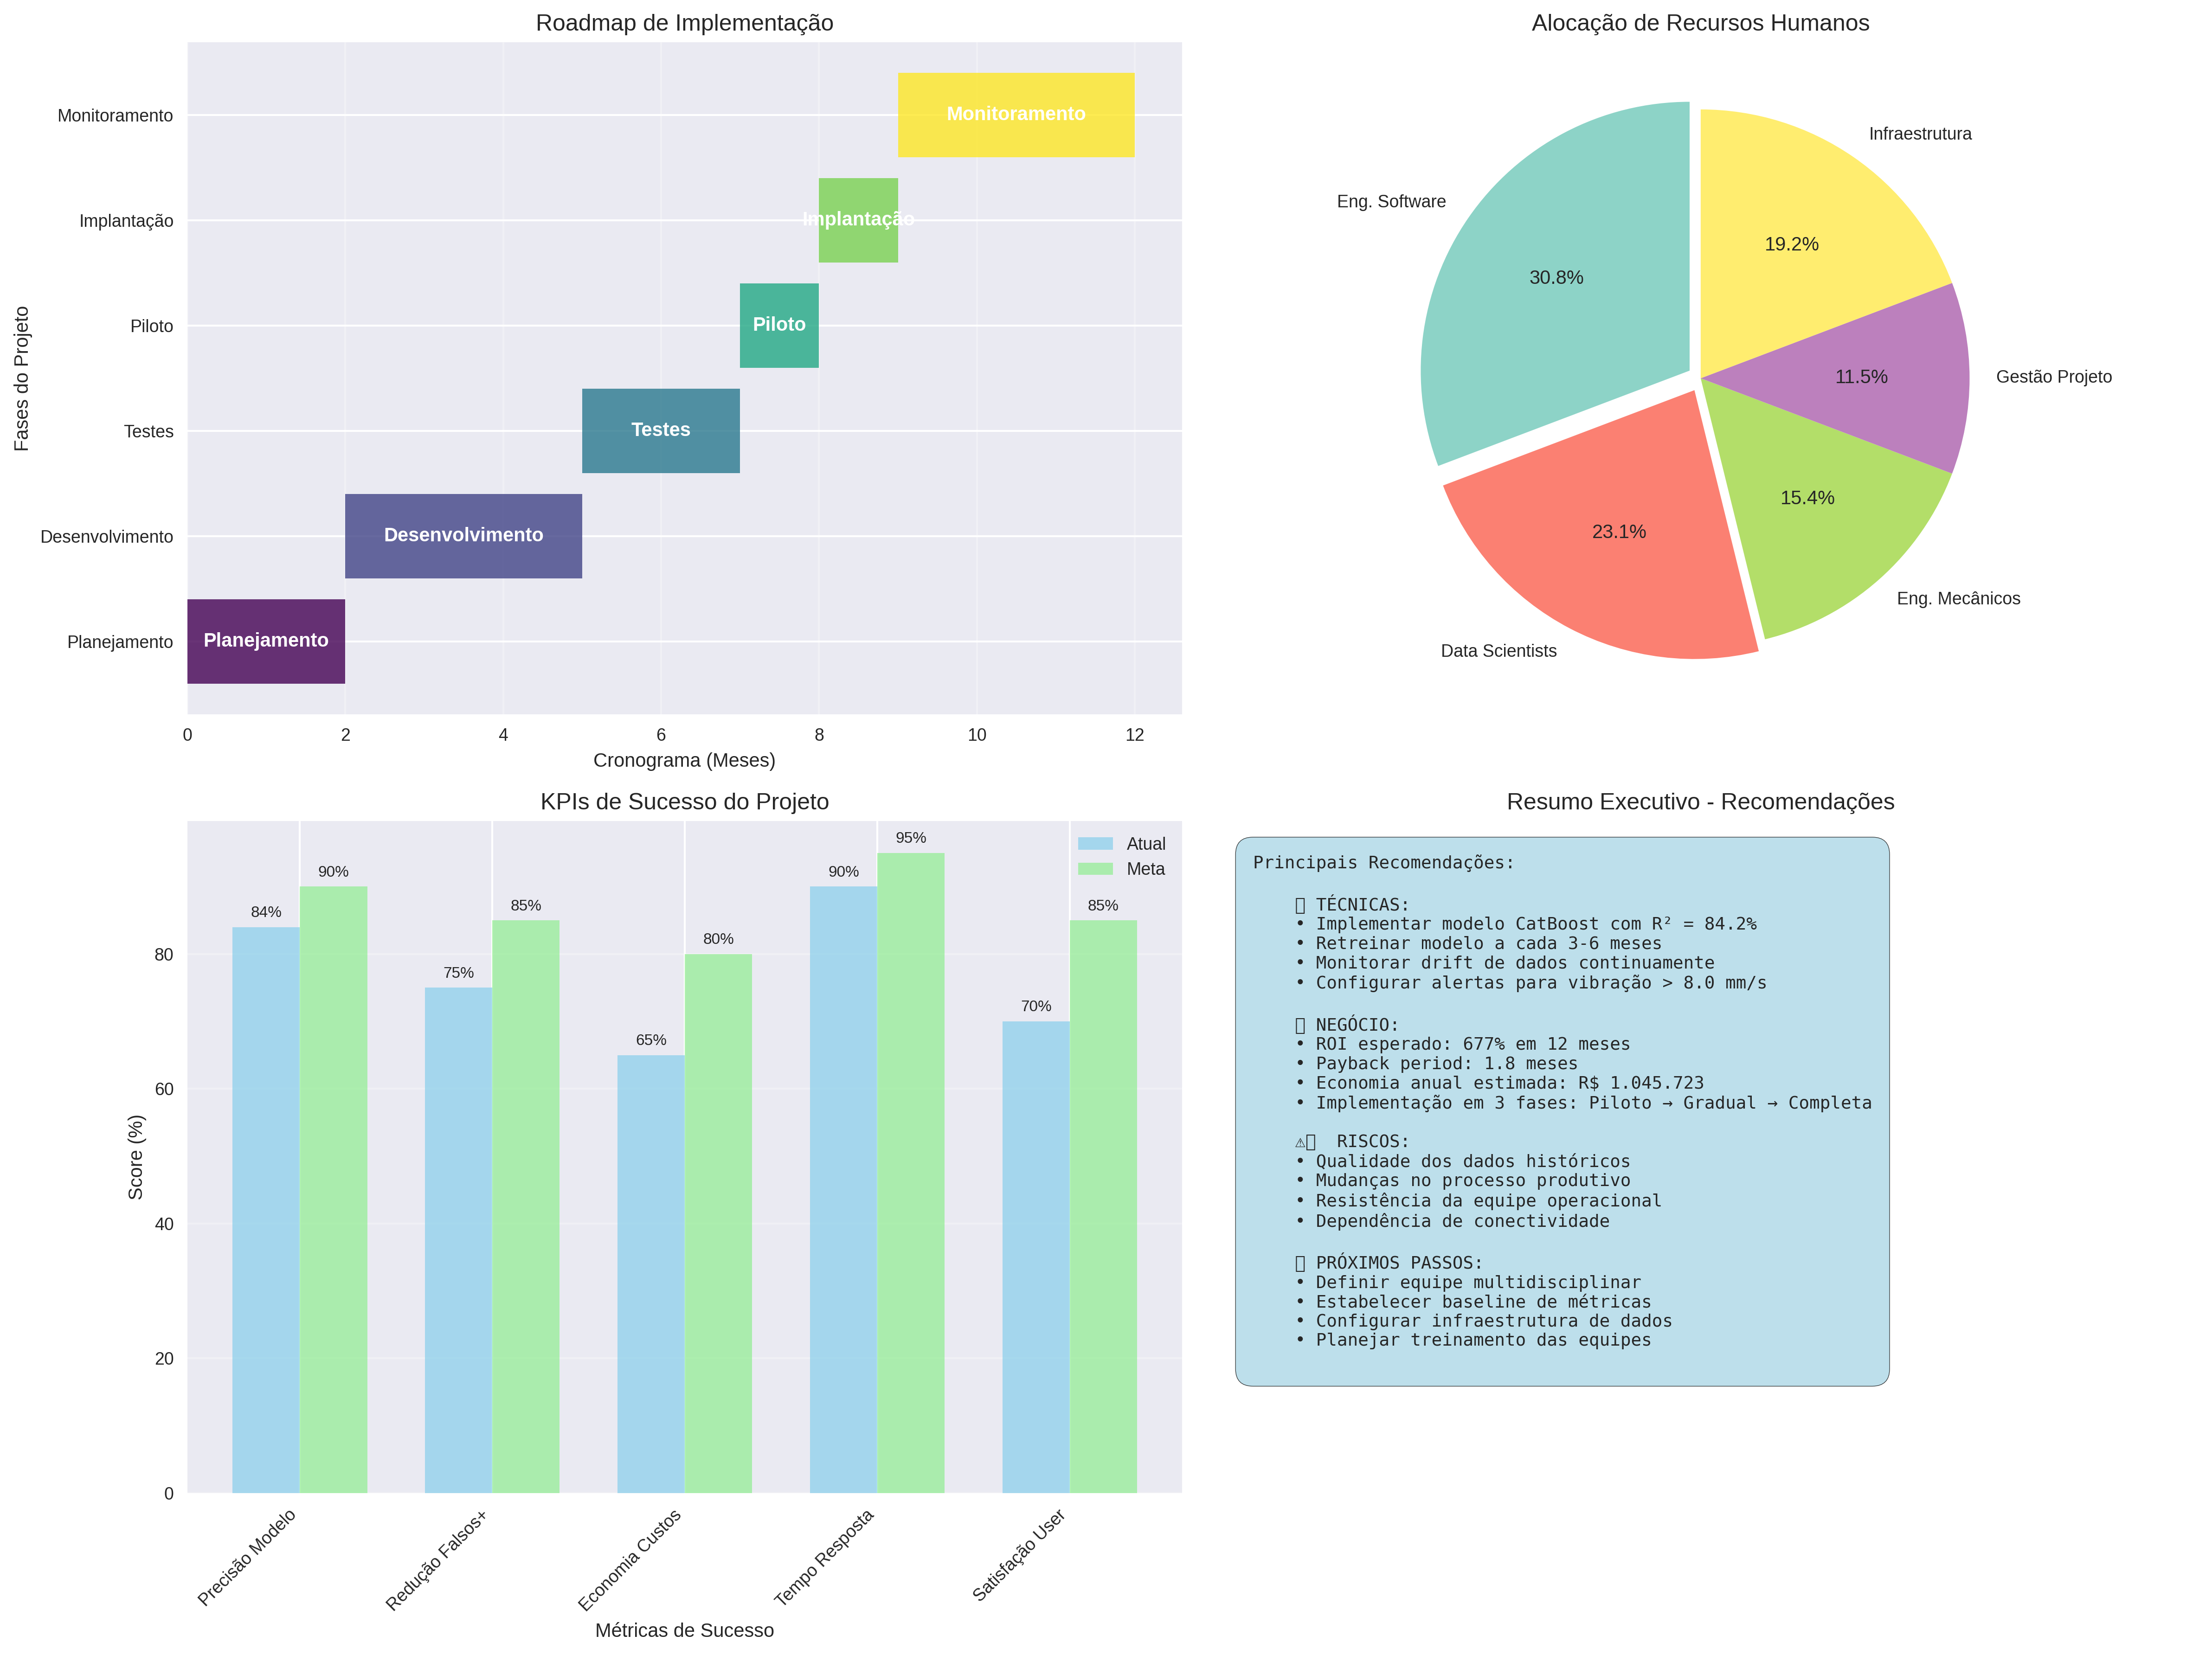 Roadmap de Implementação
Fases do Projeto
Monitoramento
Monitoramento
Implantação
Implantação
Piloto
Piloto
Testes
Testes
Desenvolvimento
Desenvolvimento
Planejamento
Planejamento
0 2 4 6 8 10 12
Cronograma (Meses)
Alocação de Recursos Humanos
Infraestrutura
Eng. Software
19.2%
30.8%
Gestão Projeto
11.5%
15.4%
23.1%
Eng. Mecânicos
Data Scientists
KPIs de Sucesso do Projeto
Atual
Meta
Score (%)
80
60
40
20
0
84% 90%
75% 85%
65% 80%
90% 95%
70% 85%
Precisão Modelo
Redução Falsos+
Economia Custos
Tempo Resposta
Satisfação User
Métricas de Sucesso
Resumo Executivo - Recomendações
Principais Recomendações:
TÉCNICAS:
• Implementar modelo CatBoost com R² = 84.2%
• Retreinar modelo a cada 3-6 meses
• Monitorar drift de dados continuamente
• Configurar alertas para vibração > 8.0 mm/s
NEGÓCIO:
• ROI esperado: 677% em 12 meses
• Payback period: 1.8 meses
• Economia anual estimada: R$ 1.045.723
• Implementação em 3 fases: Piloto → Gradual → Completa
⚠ RISCOS:
• Qualidade dos dados históricos
• Mudanças no processo produtivo
• Resistência da equipe operacional
• Dependência de conectividade
PRÓXIMOS PASSOS:
• Definir equipe multidisciplinar
• Estabelecer baseline de métricas
• Configurar infraestrutura de dados
• Planejar treinamento das equipes